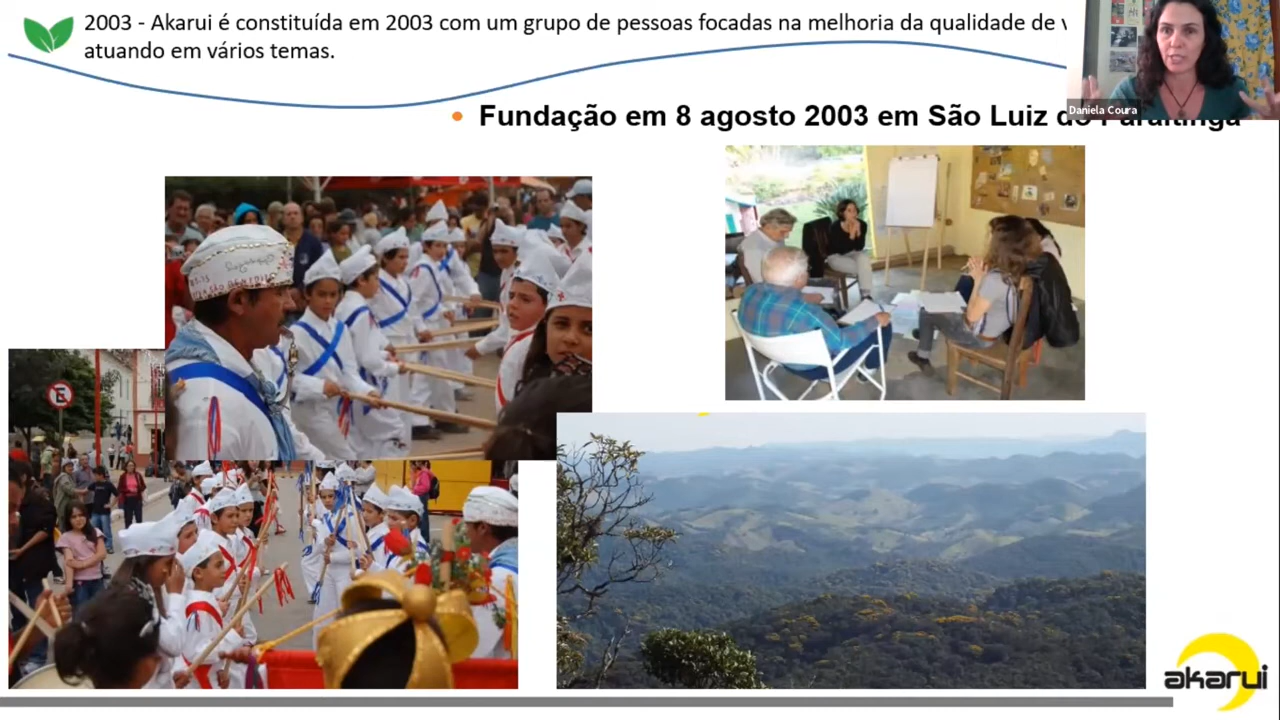 2003 - Akarui é constituída em 2003 com um grupo de pessoas focadas na melhoria da qualidade de v
atuando em vários temas.
Daniela Coura
• Fundação em 8 agosto 2003 em São Luiz do Paraitinga
akarui